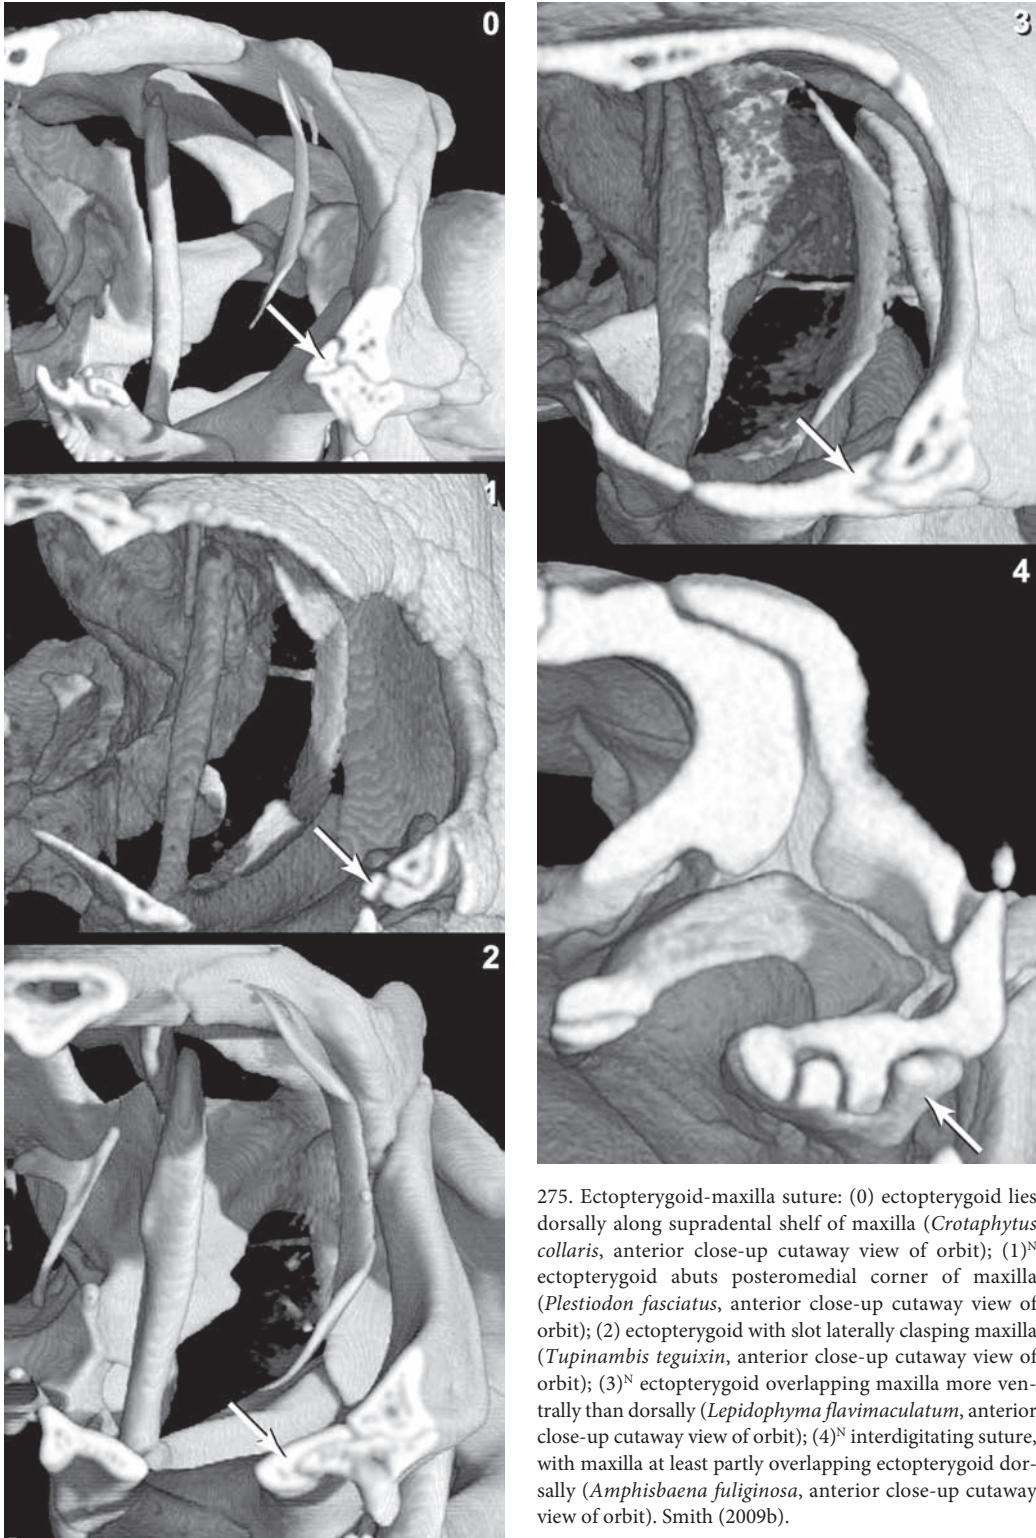 0
1
2
3
4
275. Ectopterygoid-maxilla suture: (0) ectopterygoid lies
dorsally along supradental shelf of maxilla (Crotaphytus
collaris, anterior close-up cutaway view of orbit); (1)ᴺ
ectopterygoid abuts posteromedial corner of maxilla
(Plestiodon fasciatus, anterior close-up cutaway view of
orbit); (2) ectopterygoid with slot laterally clasping maxilla
(Tupinambis teguixin, anterior close-up cutaway view of
orbit); (3)ᴺ ectopterygoid overlapping maxilla more ven-
trally than dorsally (Lepidophyma flavimaculatum, anterior
close-up cutaway view of orbit); (4)ᴺ interdigitating suture,
with maxilla at least partly overlapping ectopterygoid dor-
sally (Amphisbaena fuliginosa, anterior close-up cutaway
view of orbit). Smith (2009b).